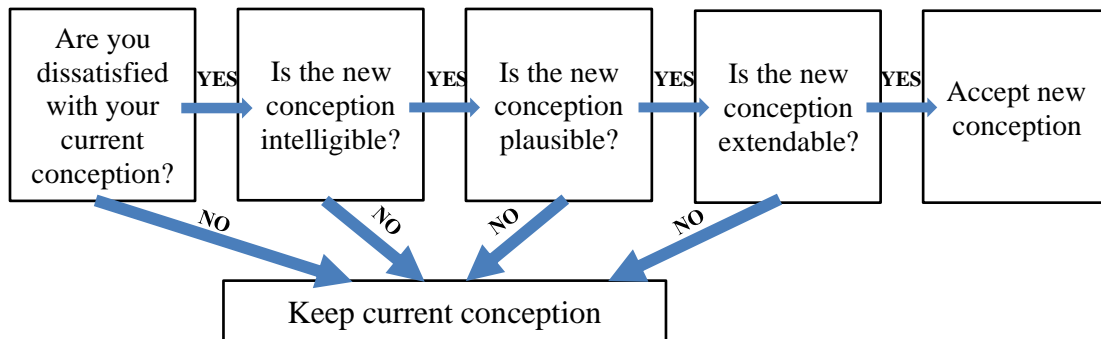 Are you
dissatisfied
with your
current
conception?
YES
Is the new
conception
intelligible?
YES
Is the new
conception
plausible?
YES
Is the new
conception
extendable?
YES
Accept new
conception
NO
NO
NO
NO
Keep current conception